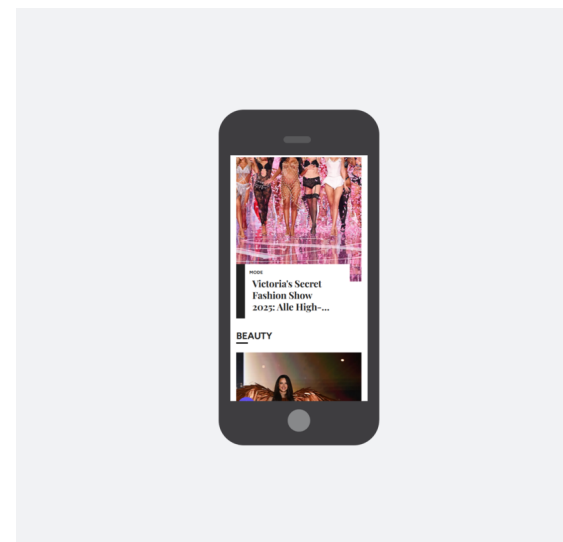 MODE
Victoria's Secret
Fashion Show
2025: Alle High-...
BEAUTY